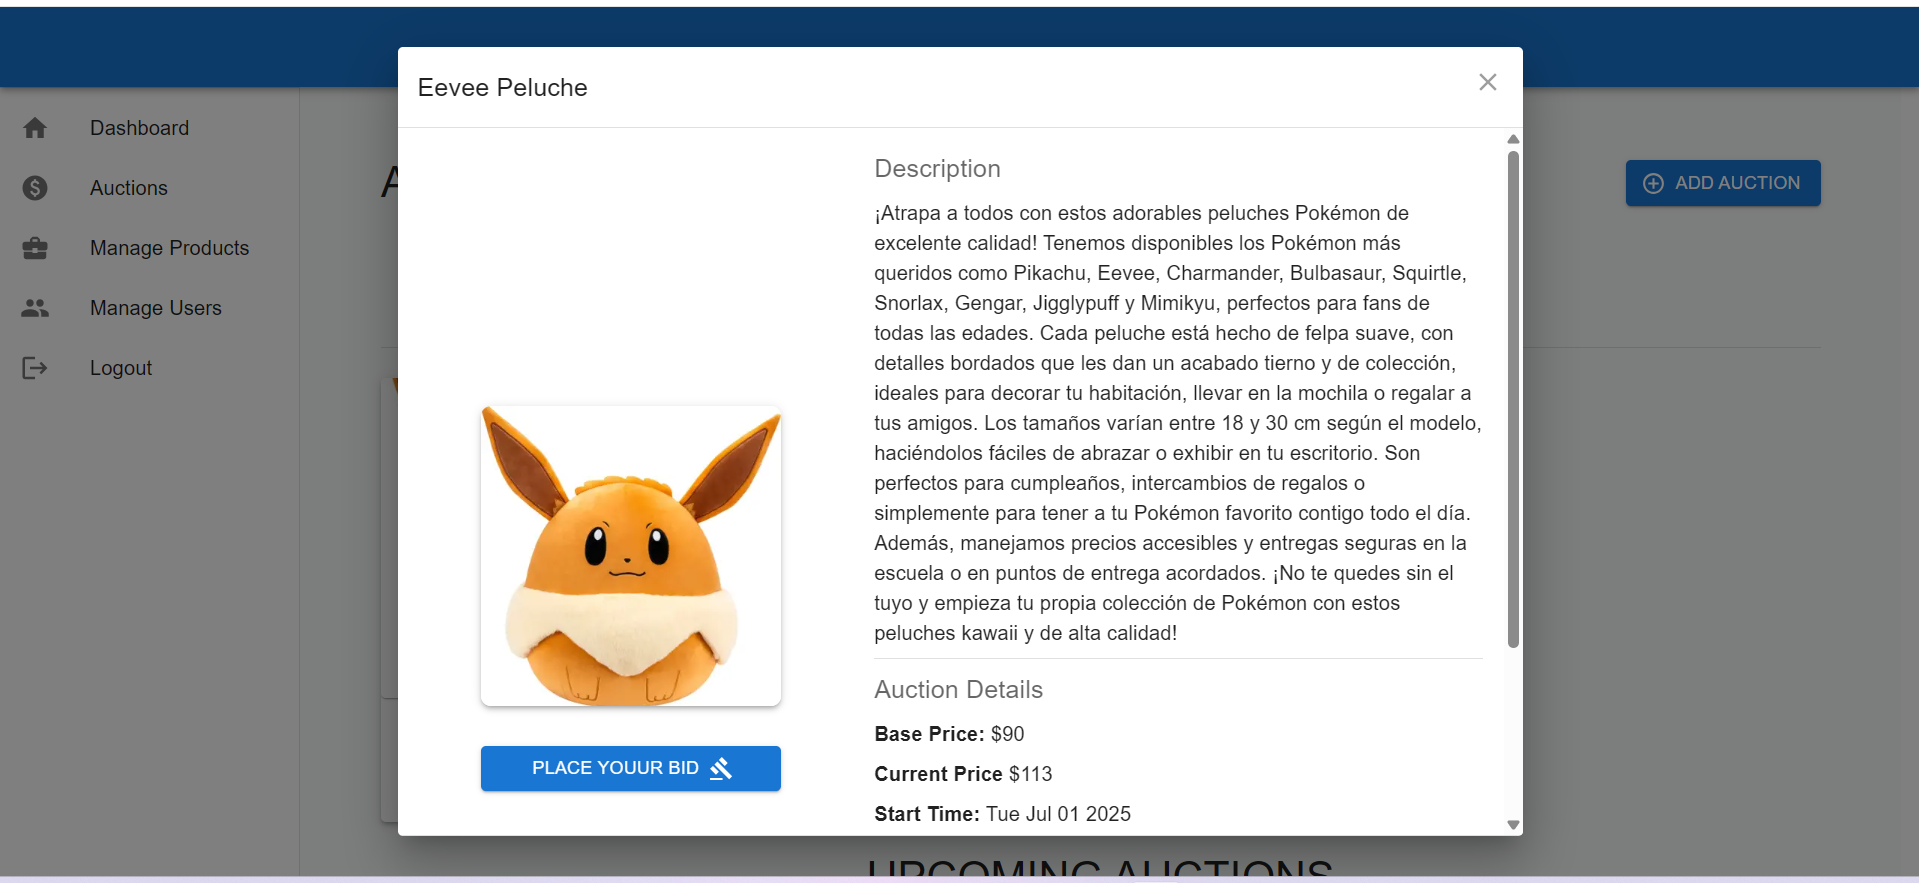 Eevee Peluche
Dashboard
Auctions
Manage Products
Manage Users
Logout
A
ADD AUCTION
Description
¡Atrapa a todos con estos adorables peluches Pokémon de
excelente calidad! Tenemos disponibles los Pokémon más
queridos como Pikachu, Eevee, Charmander, Bulbasaur, Squirtle,
Snorlax, Gengar, Jigglypuff y Mimikyu, perfectos para fans de
todas las edades. Cada peluche está hecho de felpa suave, con
detalles bordados que les dan un acabado tierno y de colección,
ideales para decorar tu habitación, llevar en la mochila o regalar a
tus amigos. Los tamaños varían entre 18 y 30 cm según el modelo,
haciéndolos fáciles de abrazar o exhibir en tu escritorio. Son
perfectos para cumpleaños, intercambios de regalos o
simplemente para tener a tu Pokémon favorito contigo todo el día.
Además, manejamos precios accesibles y entregas seguras en la
escuela o en puntos de entrega acordados. ¡No te quedes sin el
tuyo y empieza tu propia colección de Pokémon con estos
peluches kawaii y de alta calidad!
PLACE YOUUR BID
Auction Details
Base Price: $90
Current Price $113
Start Time: Tue Jul 01 2025
UPCOMING AUCTIONS